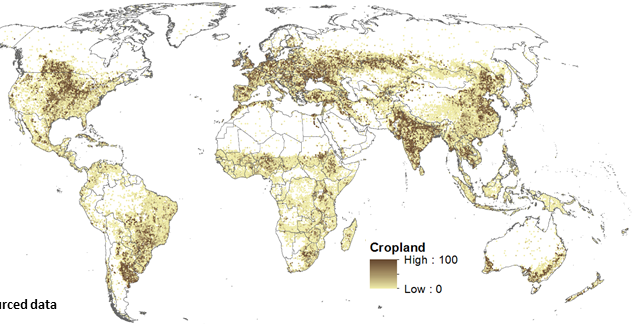 Cropland
High : 100
Low : 0
urced data